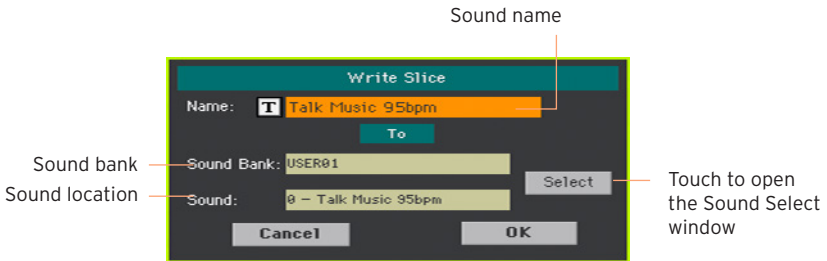 Sound name
Write Slice
Name: T Talk Music 95bpm
To
Sound bank
Sound Bank: USER01
Select
Sound location
Sound: 0 - Talk Music 95bpm
Touch to open
the Sound Select
window
Cancel OK